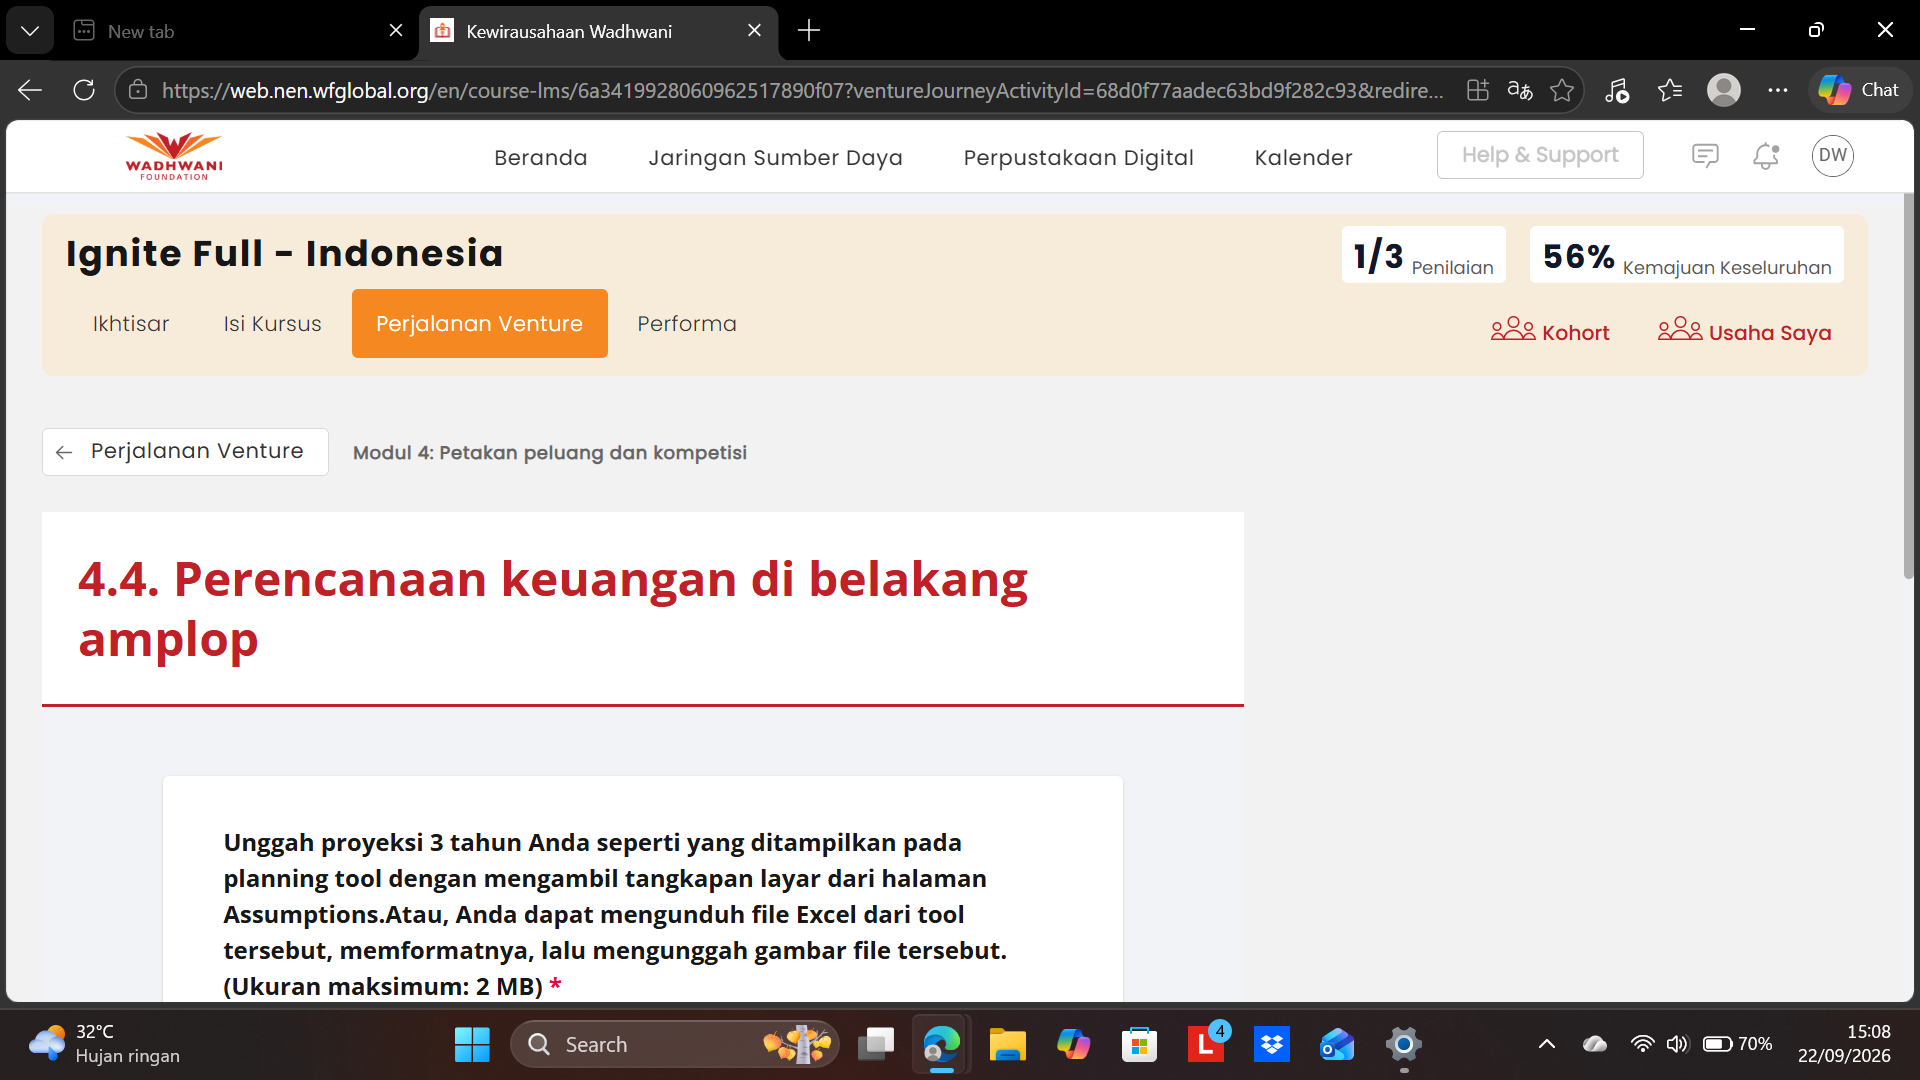 New tab
Kewirausahaan Wadhwani
https://web.nen.wfglobal.org/en/course-lms/6a3419928060962517890f07?ventureJourneyActivityId=68d0f77aadec63bd9f282c93&redire...
Chat
WADHWANI
FOUNDATION
Beranda
Jaringan Sumber Daya
Perpustakaan Digital
Kalender
Help & Support
DW
Ignite Full - Indonesia
1/3 Penilaian
56% Kemajuan Keseluruhan
Ikhtisar
Isi Kursus
Perjalanan Venture
Performa
Kohort
Usaha Saya
Perjalanan Venture
Modul 4: Petakan peluang dan kompetisi
4.4. Perencanaan keuangan di belakang
amplop
Unggah proyeksi 3 tahun Anda seperti yang ditampilkan pada
planning tool dengan mengambil tangkapan layar dari halaman
Assumptions.Atau, Anda dapat mengunduh file Excel dari tool
tersebut, memformatnya, lalu mengunggah gambar file tersebut.
(Ukuran maksimum: 2 MB) *
32°C
Hujan ringan
Search
L
4
70%
15:08
22/09/2026